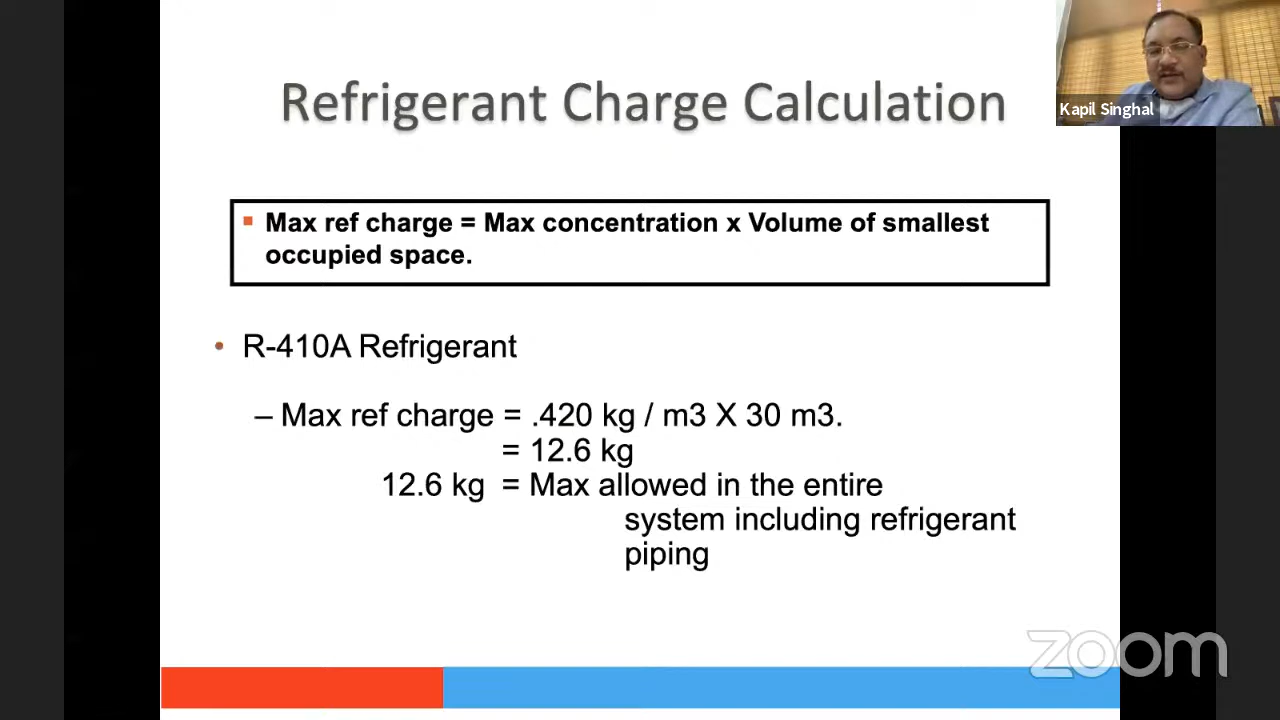 Refrigerant Charge Calculation
Kapil Singhal
▪ Max ref charge = Max concentration x Volume of smallest
occupied space.
• R-410A Refrigerant
– Max ref charge = .420 kg / m3 X 30 m3.
= 12.6 kg
12.6 kg = Max allowed in the entire
system including refrigerant
piping
zoom